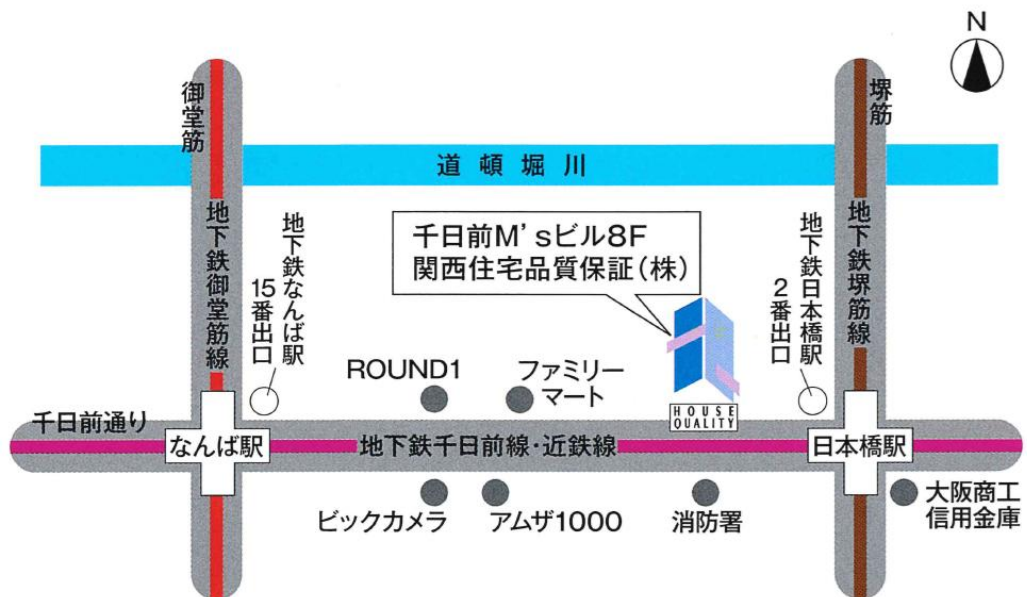 N
御堂筋
堺筋
道頓堀川
地下鉄御堂筋線
地下鉄なんば駅
15番出口
千日前M'sビル8F
関西住宅品質保証(株)
地下鉄日本橋駅
2番出口
地下鉄堺筋線
ROUND1
ファミリー
マート
HOUSE
QUALITY
千日前通り
なんば駅
地下鉄千日前線・近鉄線
日本橋駅
ビックカメラ
アムザ1000
消防署
大阪商工
信用金庫